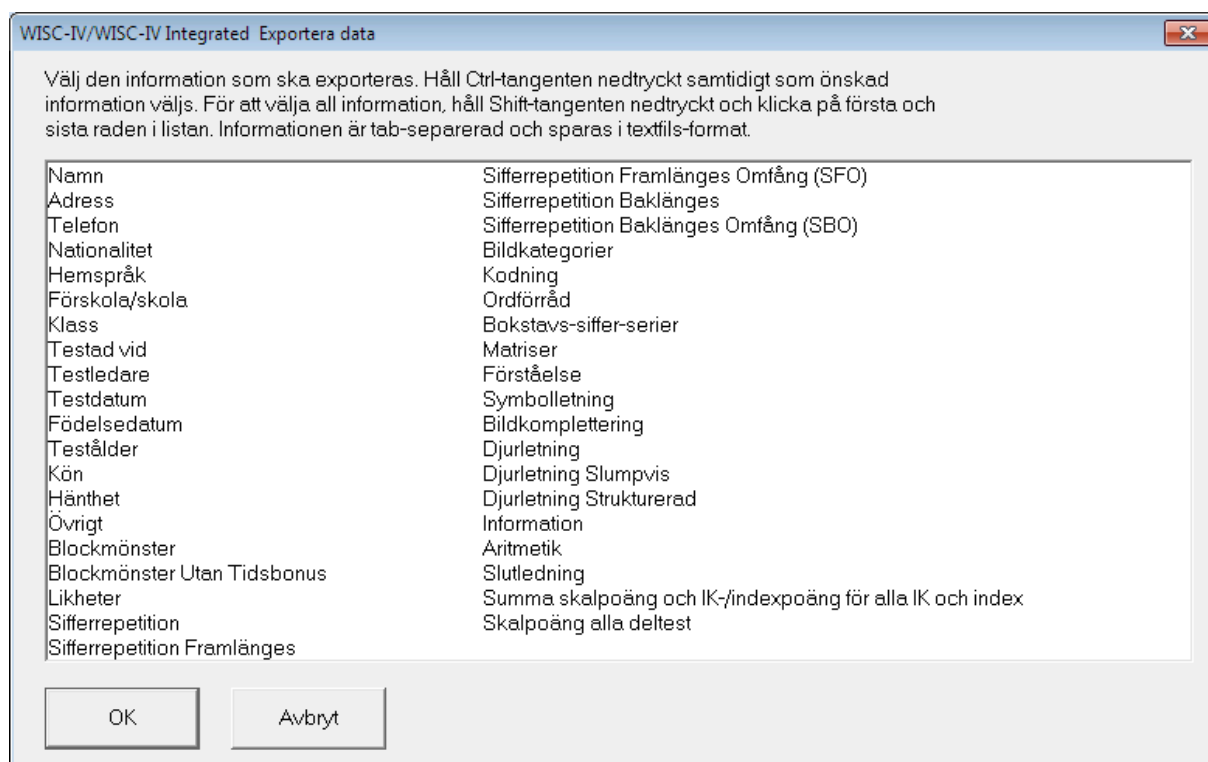 WISC-IV/WISC-IV Integrated  Exportera data
Välj den information som ska exporteras. Håll Ctrl-tangenten nedtryckt samtidigt som önskad
information väljs. För att välja all information, håll Shift-tangenten nedtryckt och klicka på första och
sista raden i listan. Informationen är tab-separerad och sparas i textfils-format.
Namn
Adress
Telefon
Nationalitet
Hemspråk
Förskola/skola
Klass
Testad vid
Testledare
Testdatum
Födelsedatum
Testålder
Kön
Hänthet
Övrigt
Blockmönster
Blockmönster Utan Tidsbonus
Likheter
Sifferrepetition
Sifferrepetition Framlänges
Sifferrepetition Framlänges Omfång (SFO)
Sifferrepetition Baklänges
Sifferrepetition Baklänges Omfång (SBO)
Bildkategorier
Kodning
Ordförråd
Bokstavs-siffer-serier
Matriser
Förståelse
Symbolletning
Bildkomplettering
Djurletning
Djurletning Slumpvis
Djurletning Strukturerad
Information
Aritmetik
Slutledning
Summa skalpoäng och IK-/indexpoäng för alla IK och index
Skalpoäng alla deltest
OK
Avbryt